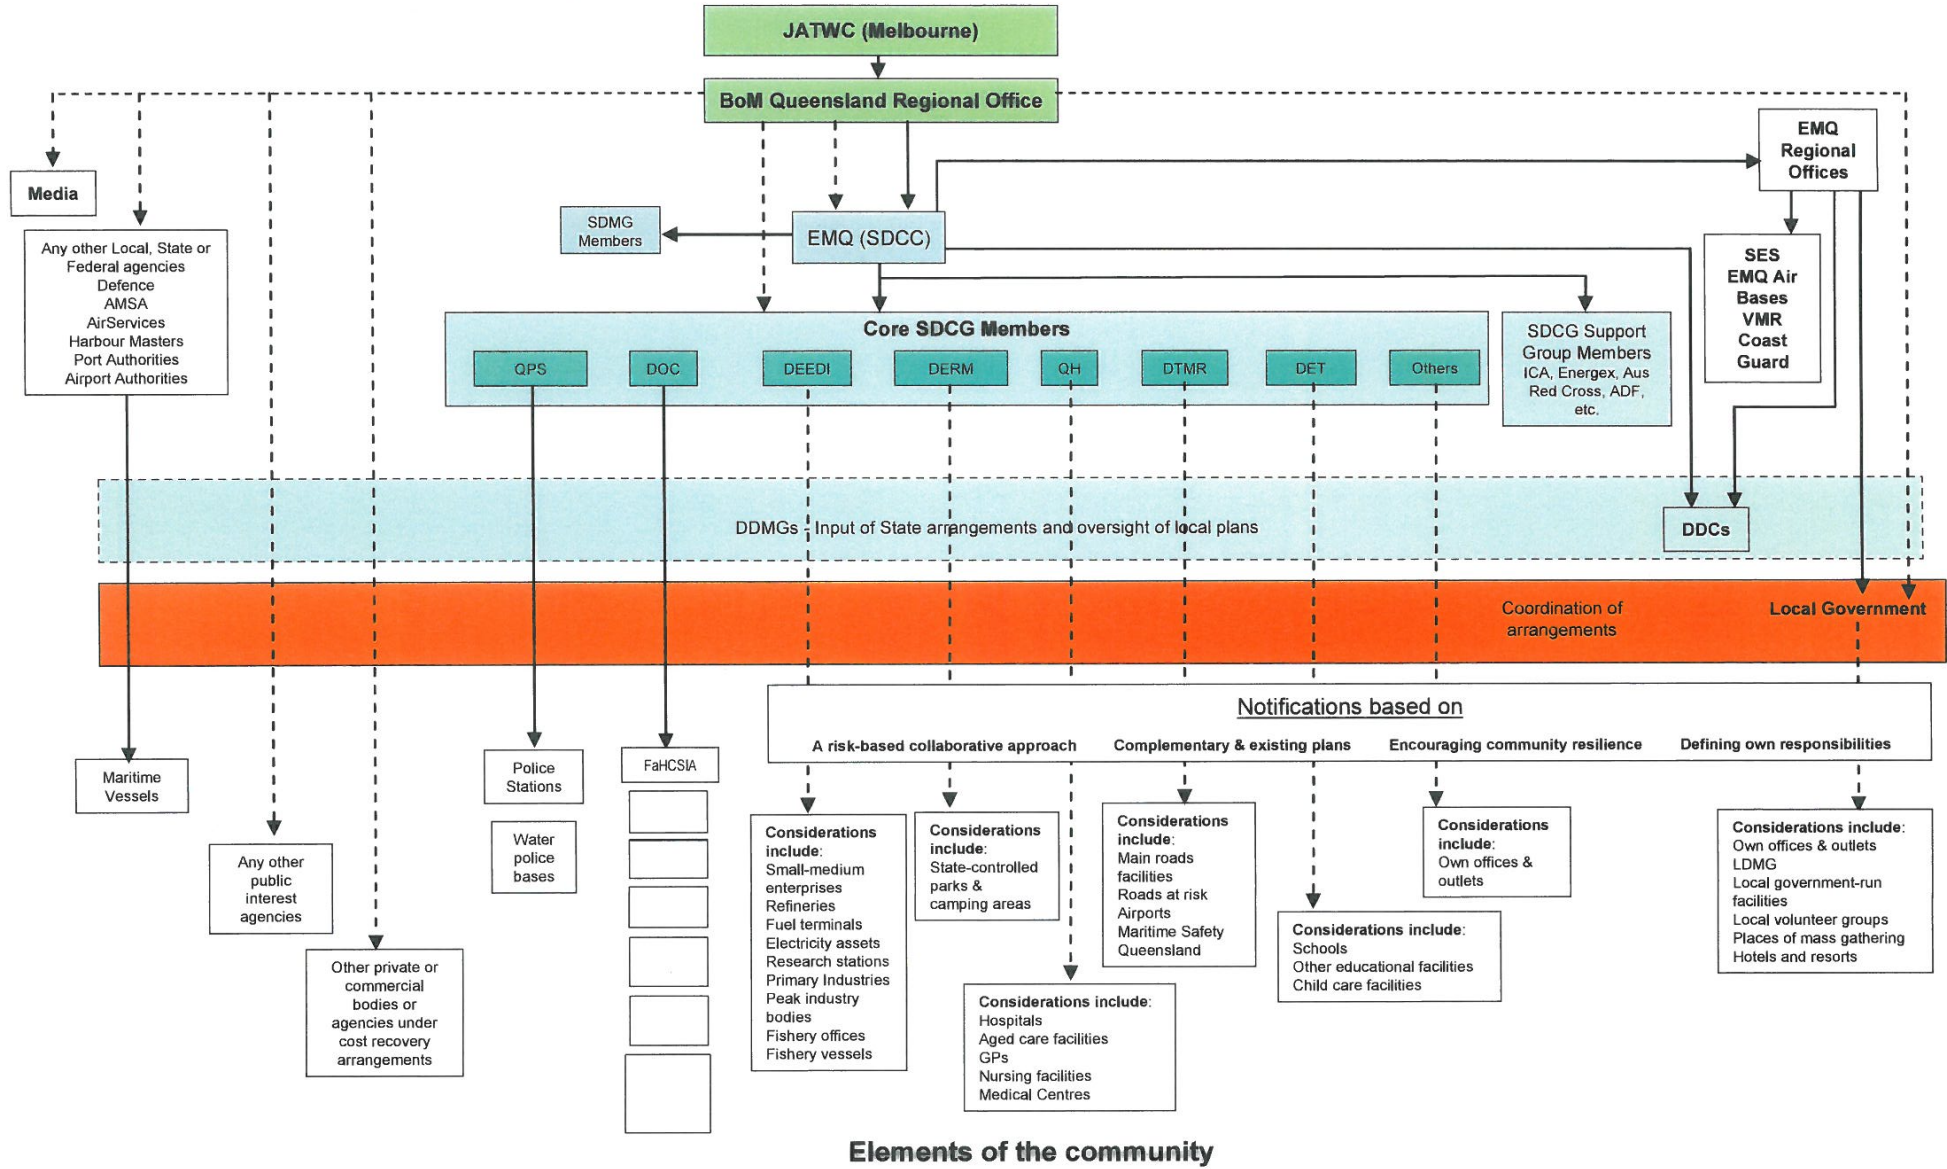 JATWC (Melbourne)
BoM Queensland Regional Office
EMQ
Regional
Offices
Media
SDMG
Members
EMQ (SDCC)
Any other Local, State or
Federal agencies
Defence
AMSA
AirServices
Harbour Masters
Port Authorities
Airport Authorities
SES
EMQ Air
Bases
VMR
Coast
Guard
Core SDCG Members
QPS
DOC
DEEDI
DERM
QH
DTMR
DET
Others
SDCG Support
Group Members
ICA, Energex, Aus
Red Cross, ADF,
etc.
DDMGs - Input of State arrangements and oversight of local plans
DDCs
Coordination of
arrangements
Local Government
Notifications based on
A risk-based collaborative approach
Complementary & existing plans
Encouraging community resilience
Defining own responsibilities
Maritime
Vessels
Any other
public
interest
agencies
Other private or
commercial
bodies or
agencies under
cost recovery
arrangements
Police
Stations
Water
police
bases
FaHCSIA
Considerations
include:
Small-medium
enterprises
Refineries
Fuel terminals
Electricity assets
Research stations
Primary Industries
Peak industry
bodies
Fishery offices
Fishery vessels
Considerations
include:
State-controlled
parks &
camping areas
Considerations include:
Hospitals
Aged care facilities
GPs
Nursing facilities
Medical Centres
Considerations
include:
Main roads
facilities
Roads at risk
Airports
Maritime Safety
Queensland
Considerations include:
Schools
Other educational facilities
Child care facilities
Considerations
include:
Own offices &
outlets
Considerations include:
Own offices & outlets
LDMG
Local government-run
facilities
Local volunteer groups
Places of mass gathering
Hotels and resorts
Elements of the community